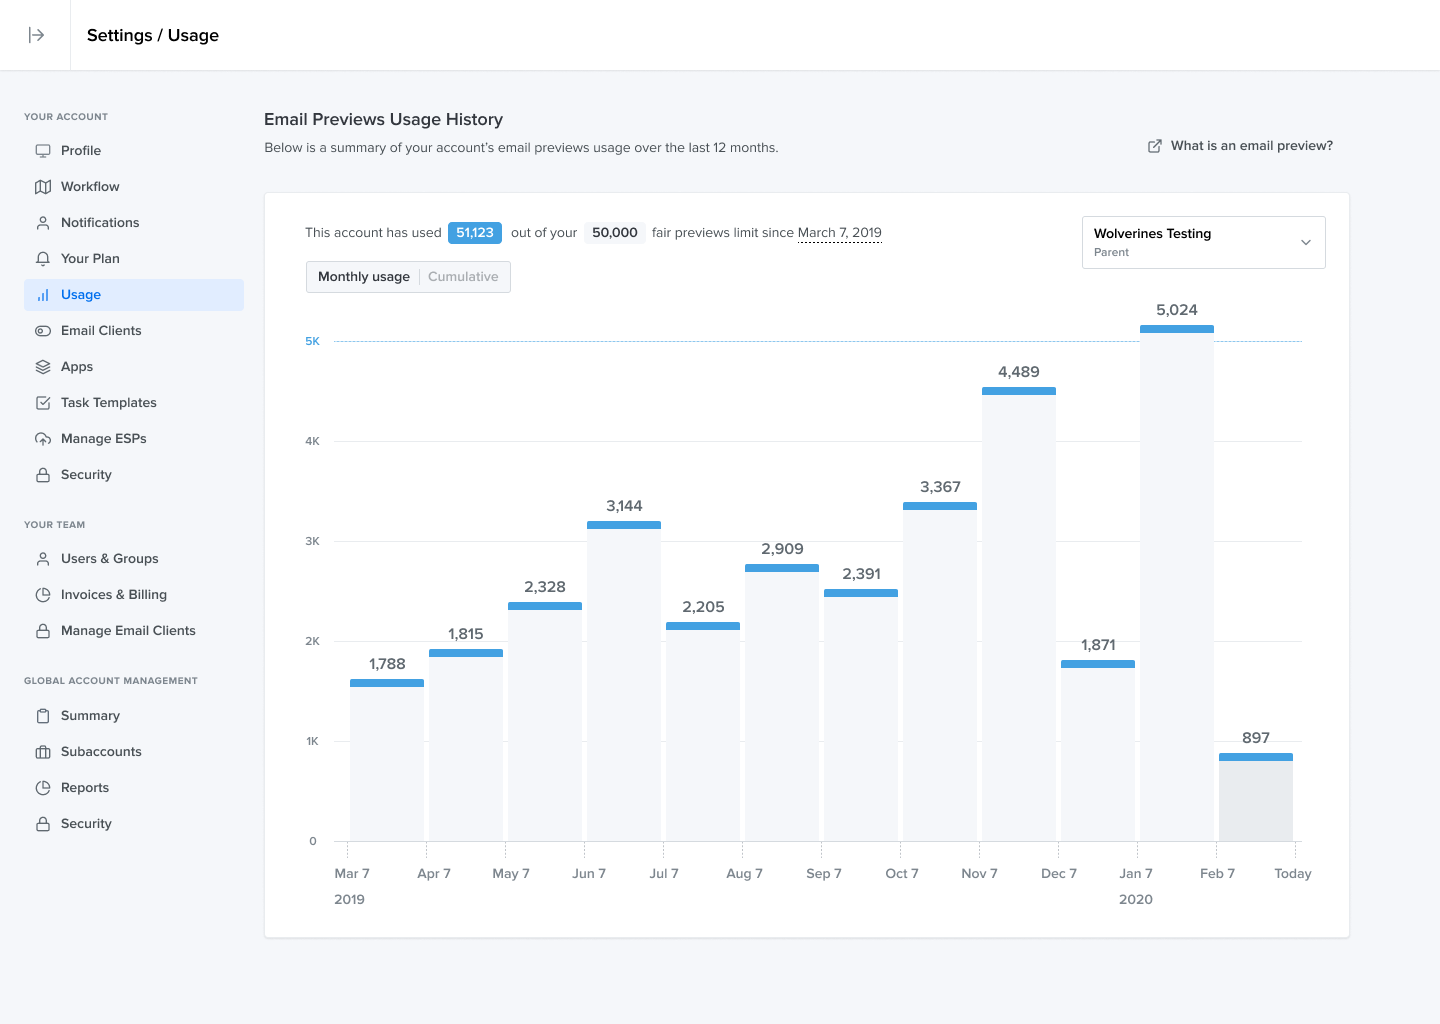 Settings / Usage
YOUR ACCOUNT
Profile
Workflow
Notifications
Your Plan
Usage
Email Clients
Apps
Task Templates
Manage ESPs
Security
YOUR TEAM
Users & Groups
Invoices & Billing
Manage Email Clients
GLOBAL ACCOUNT MANAGEMENT
Summary
Subaccounts
Reports
Security
Email Previews Usage History
Below is a summary of your account’s email previews usage over the last 12 months.
What is an email preview?
This account has used 51,123 out of your 50,000 fair previews limit since March 7, 2019
Wolverines Testing
Parent
Monthly usage Cumulative
5,024
5K
4,489
4K
3,367
3,144
3K
2,909
2,391
2,328
2,205
2K
1,871
1,815
1,788
1K
897
0
Mar 7 Apr 7 May 7 Jun 7 Jul 7 Aug 7 Sep 7 Oct 7 Nov 7 Dec 7 Jan 7 Feb 7 Today
2019 2020